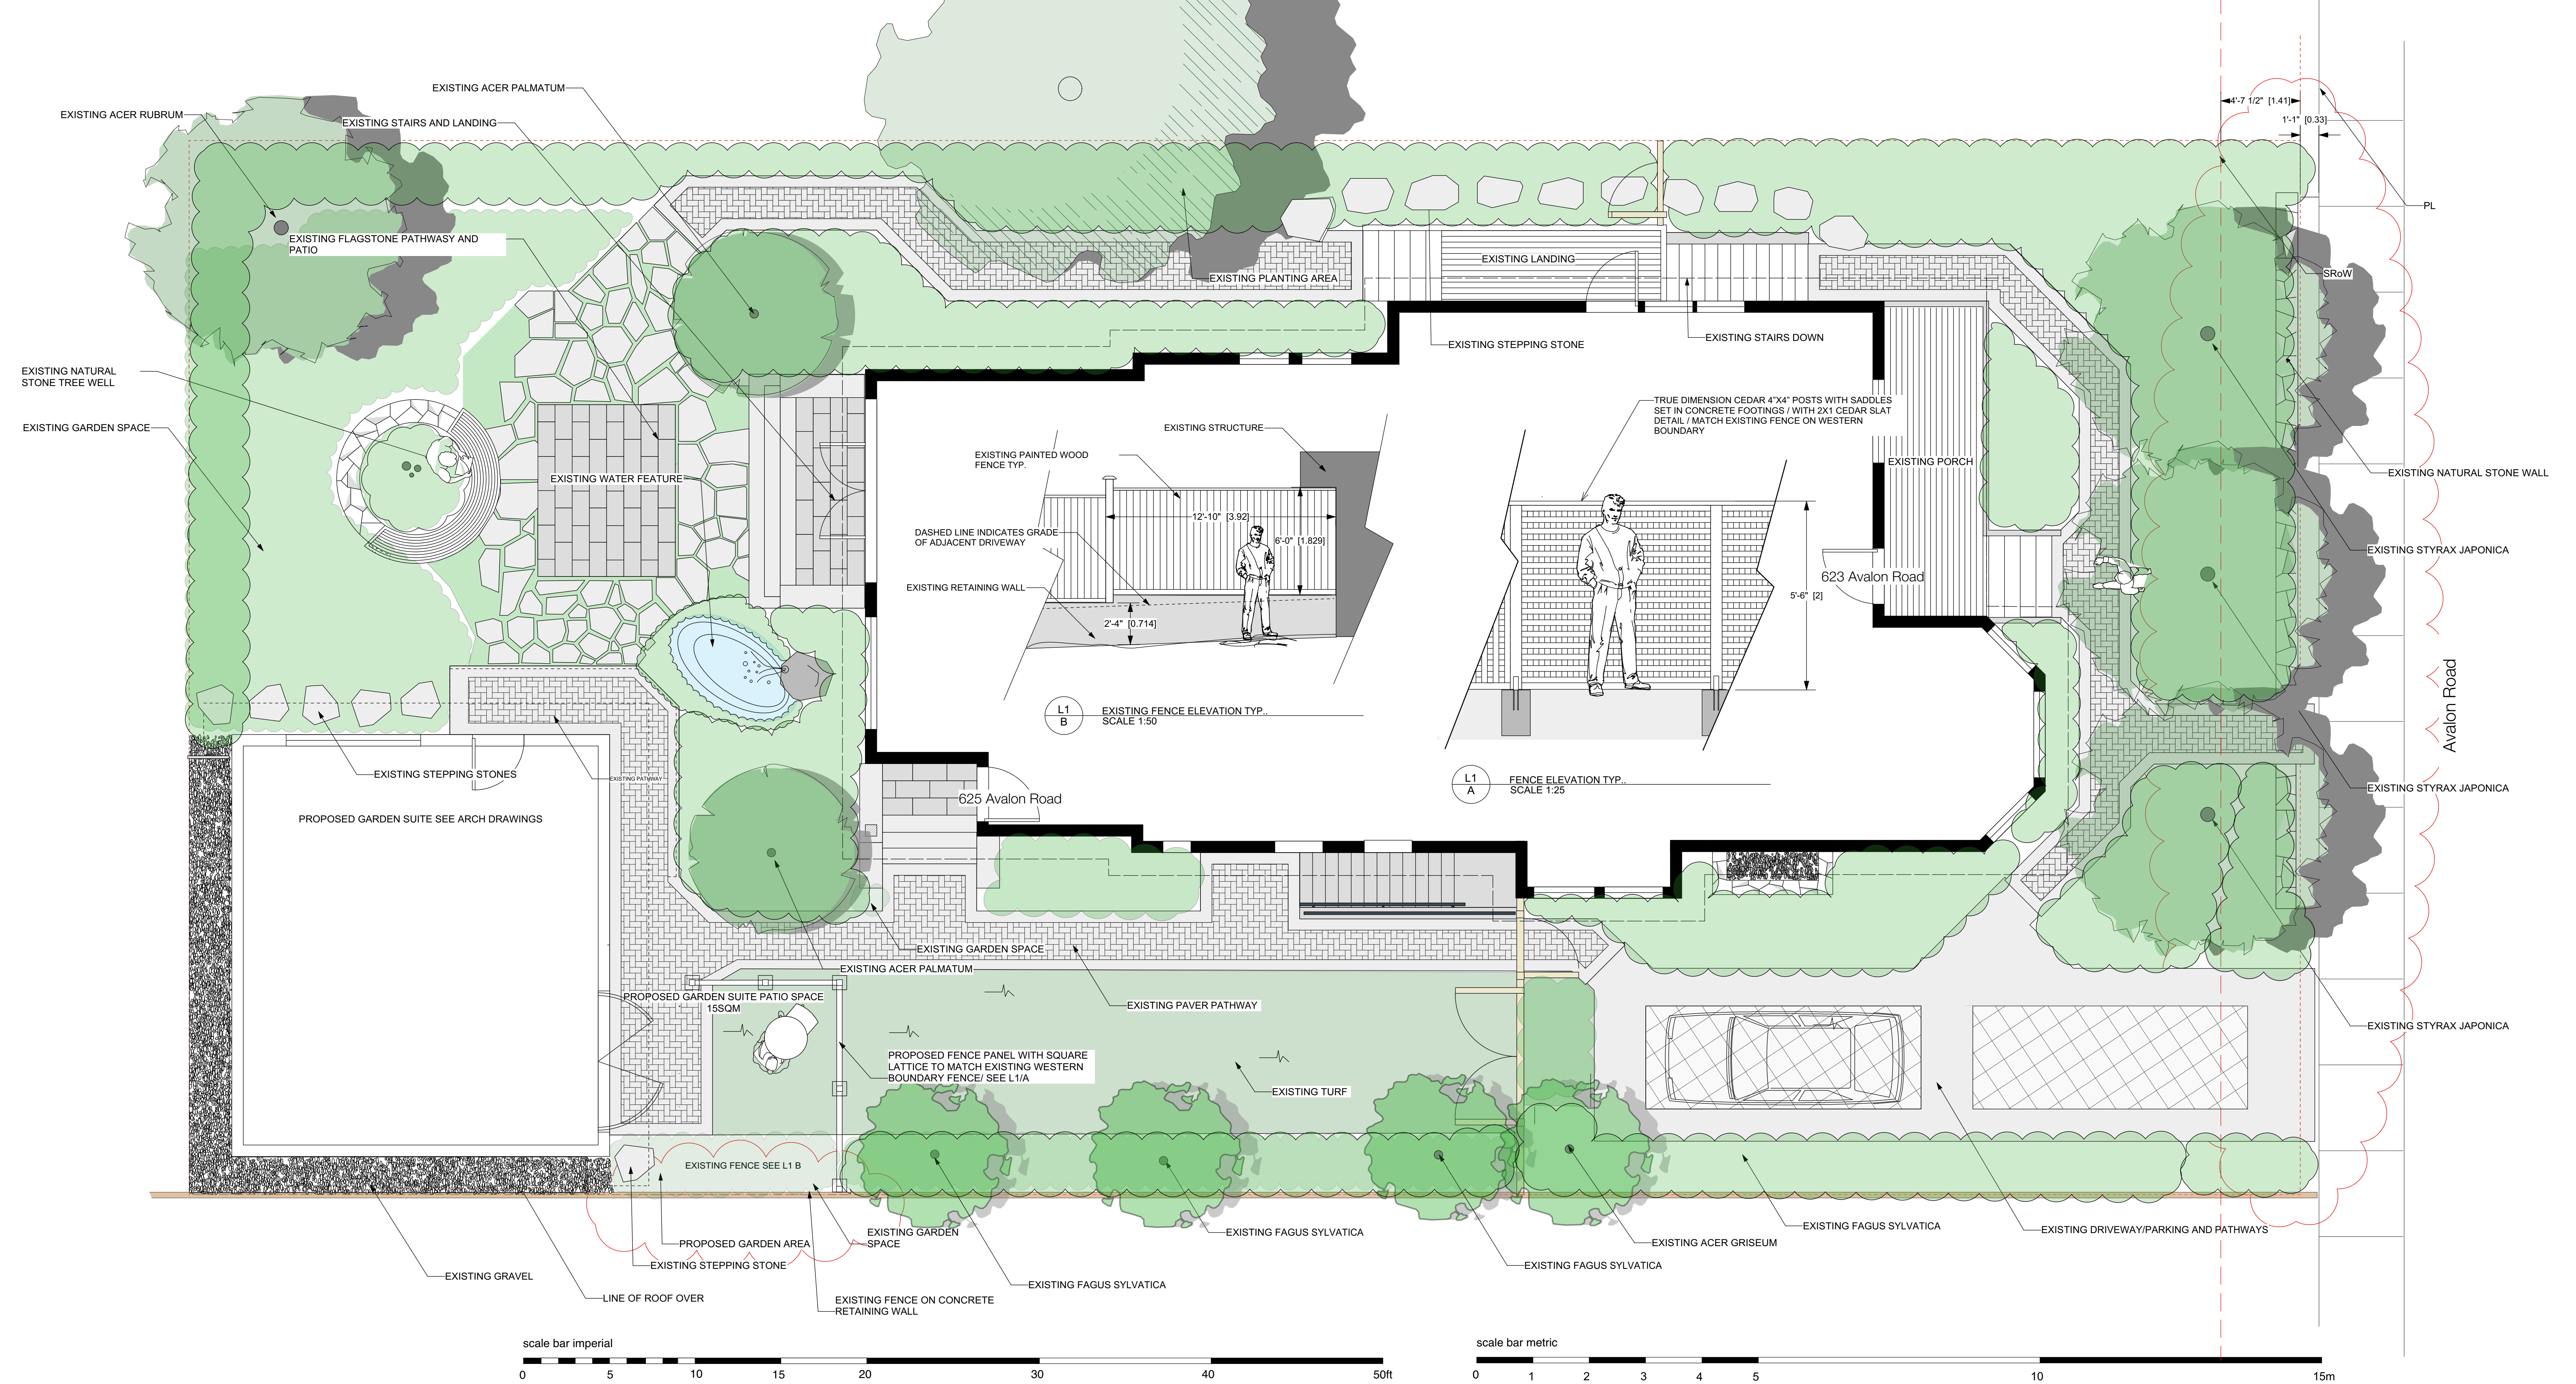 EXISTING ACER PALMATUM
EXISTING ACER RUBRUM
EXISTING STAIRS AND LANDING
4'-7 1/2" [1.41]
1'-1" [0.33]
PL
EXISTING FLAGSTONE PATHWASY AND
PATIO
EXISTING PLANTING AREA
EXISTING LANDING
SRoW
EXISTING STEPPING STONE
EXISTING STAIRS DOWN
EXISTING NATURAL
STONE TREE WELL
EXISTING GARDEN SPACE
EXISTING WATER FEATURE
EXISTING STRUCTURE
EXISTING PAINTED WOOD
FENCE TYP.
12'-10" [3.92]
6'-0" [1.829]
DASHED LINE INDICATES GRADE
OF ADJACENT DRIVEWAY
EXISTING RETAINING WALL
2'-4" [0.714]
L1
B
EXISTING FENCE ELEVATION TYP..
SCALE 1:50
TRUE DIMENSION CEDAR 4"X4" POSTS WITH SADDLES
SET IN CONCRETE FOOTINGS / WITH 2X1 CEDAR SLAT
DETAIL / MATCH EXISTING FENCE ON WESTERN
BOUNDARY
5'-6" [2]
L1
A
FENCE ELEVATION TYP..
SCALE 1:25
EXISTING PORCH
623 Avalon Road
EXISTING NATURAL STONE WALL
EXISTING STYRAX JAPONICA
Avalon Road
EXISTING STYRAX JAPONICA
EXISTING STYRAX JAPONICA
EXISTING STEPPING STONES
EXISTING PATHWAY
625 Avalon Road
PROPOSED GARDEN SUITE SEE ARCH DRAWINGS
EXISTING GARDEN SPACE
EXISTING ACER PALMATUM
PROPOSED GARDEN SUITE PATIO SPACE
15SQM
EXISTING PAVER PATHWAY
PROPOSED FENCE PANEL WITH SQUARE
LATTICE TO MATCH EXISTING WESTERN
BOUNDARY FENCE/ SEE L1/A
EXISTING TURF
EXISTING FENCE SEE L1 B
PROPOSED GARDEN AREA
EXISTING GARDEN
SPACE
EXISTING STEPPING STONE
EXISTING GRAVEL
LINE OF ROOF OVER
EXISTING FENCE ON CONCRETE
RETAINING WALL
EXISTING FAGUS SYLVATICA
EXISTING FAGUS SYLVATICA
EXISTING FAGUS SYLVATICA
EXISTING ACER GRISEUM
EXISTING FAGUS SYLVATICA
EXISTING DRIVEWAY/PARKING AND PATHWAYS
scale bar imperial
0 5 10 15 20 30 40 50ft
scale bar metric
0 1 2 3 4 5 10 15m